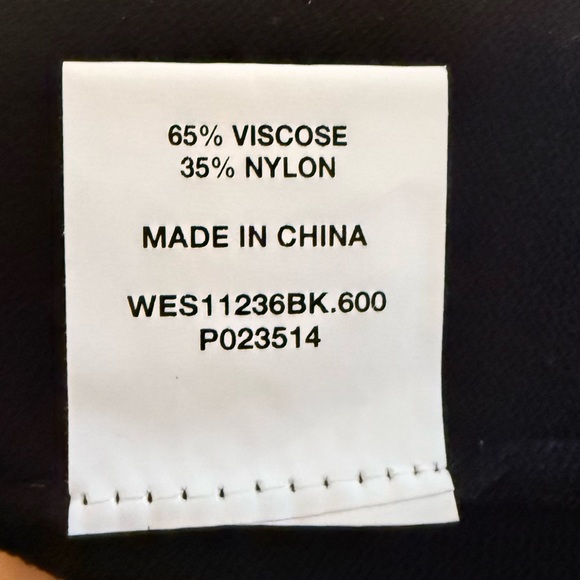 65% VISCOSE
35% NYLON
MADE IN CHINA
WES11236BK.600
P023514